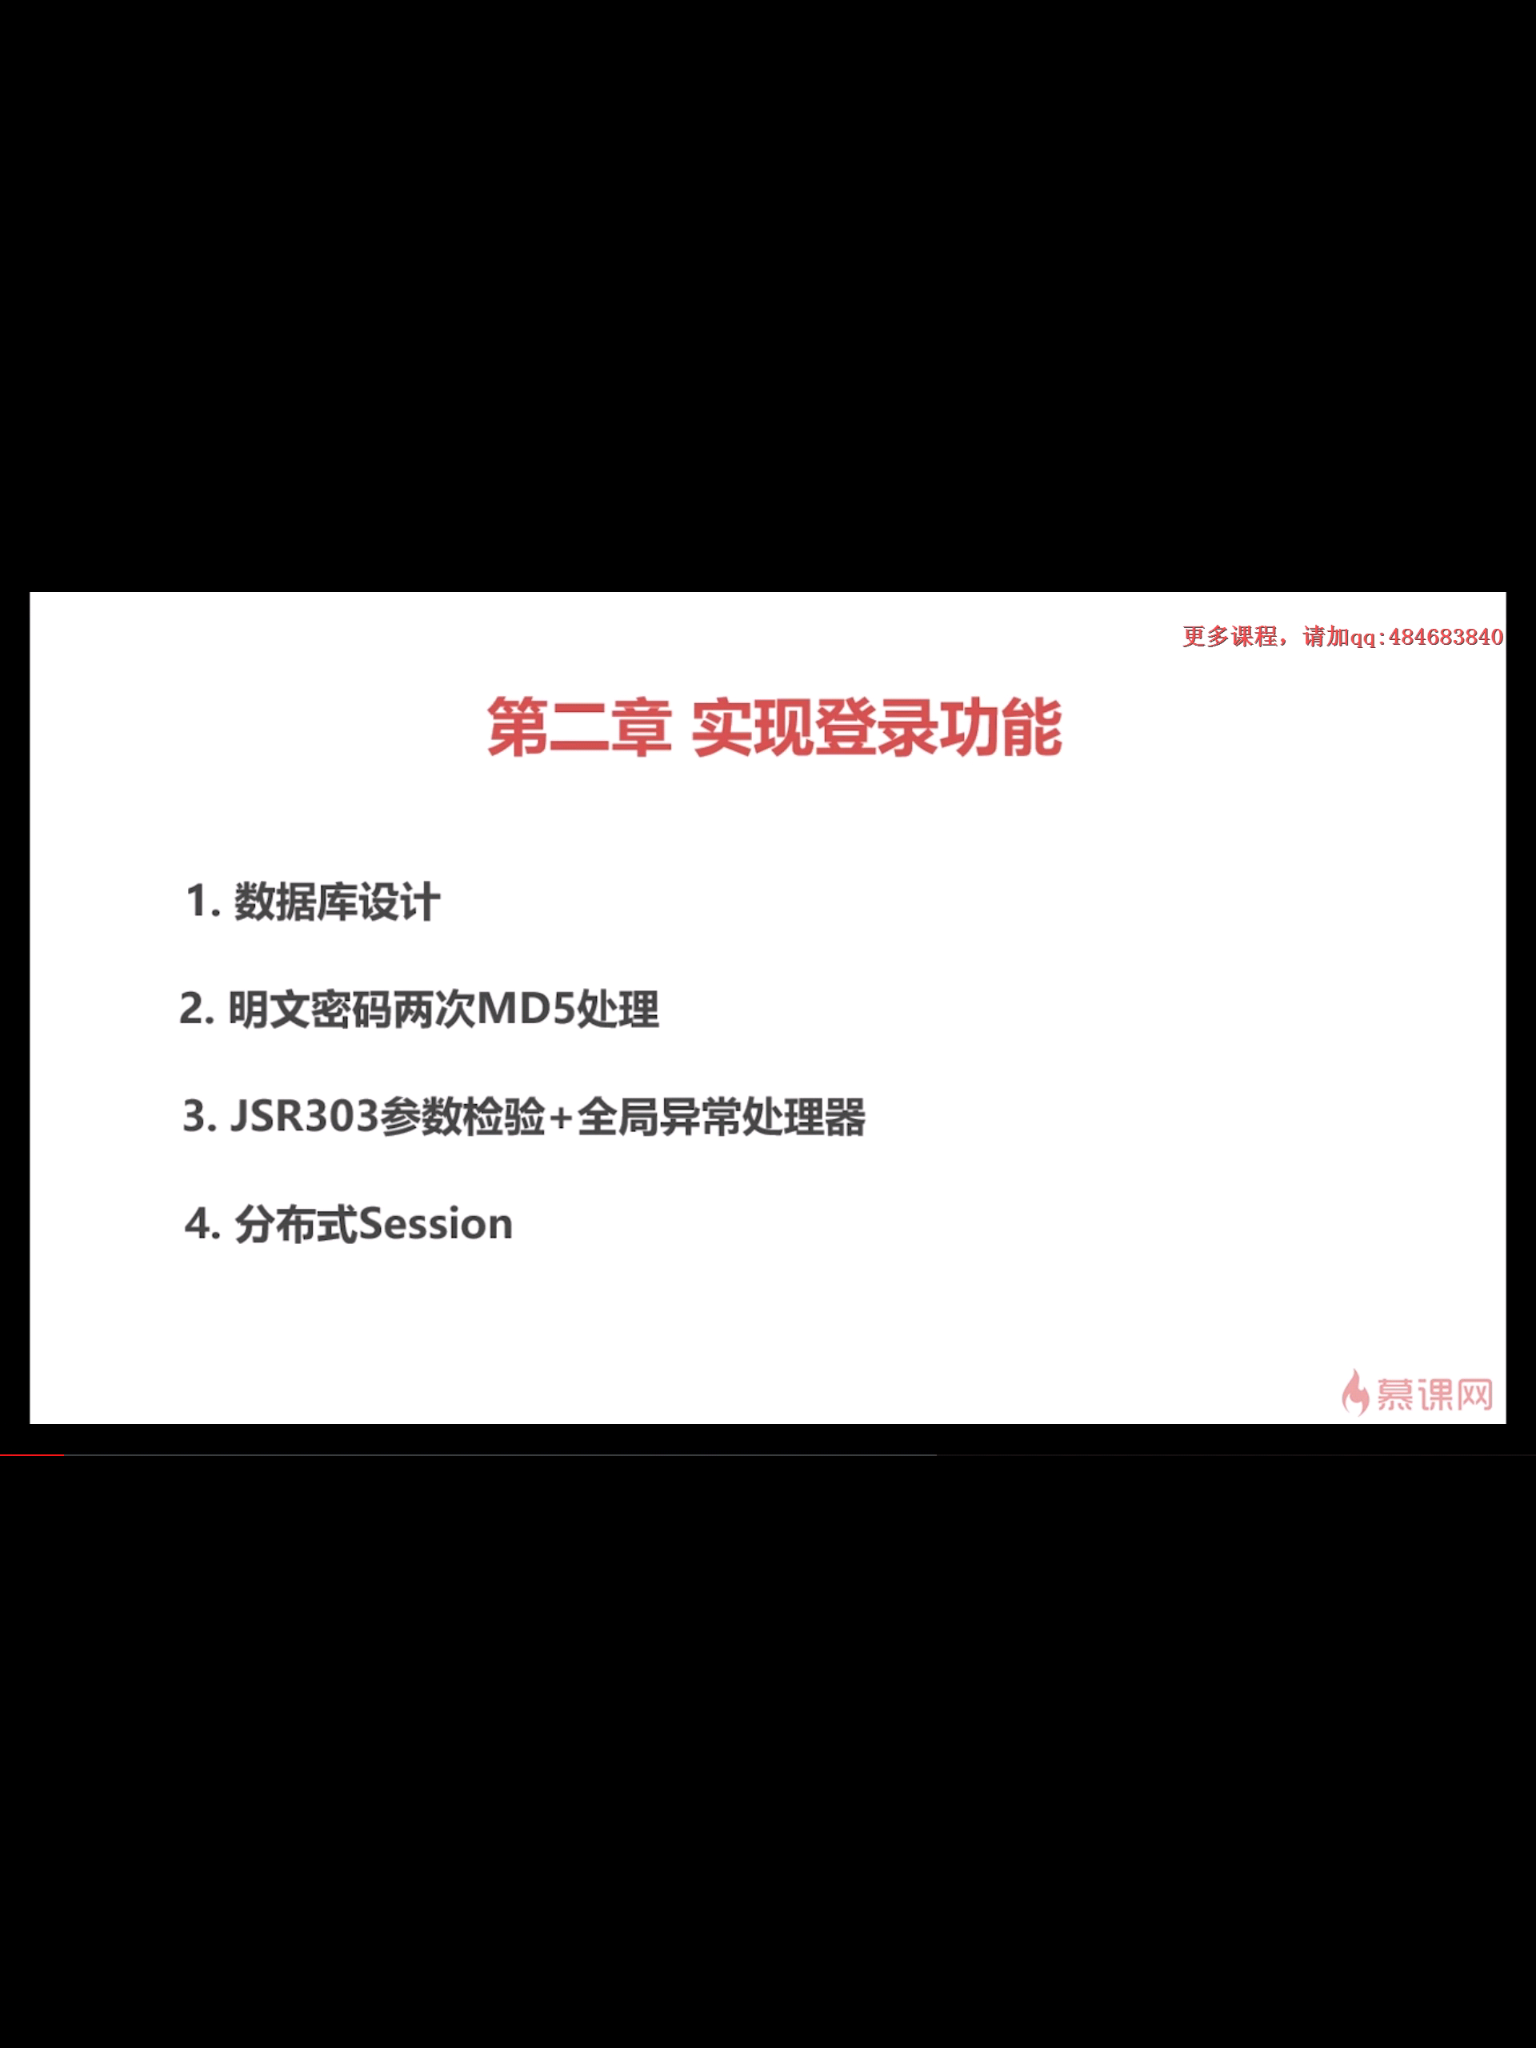 更多课程，请加qq:484683840
第二章 实现登录功能
1. 数据库设计
2. 明文密码两次MD5处理
3. JSR303参数检验+全局异常处理器
4. 分布式Session
慕课网